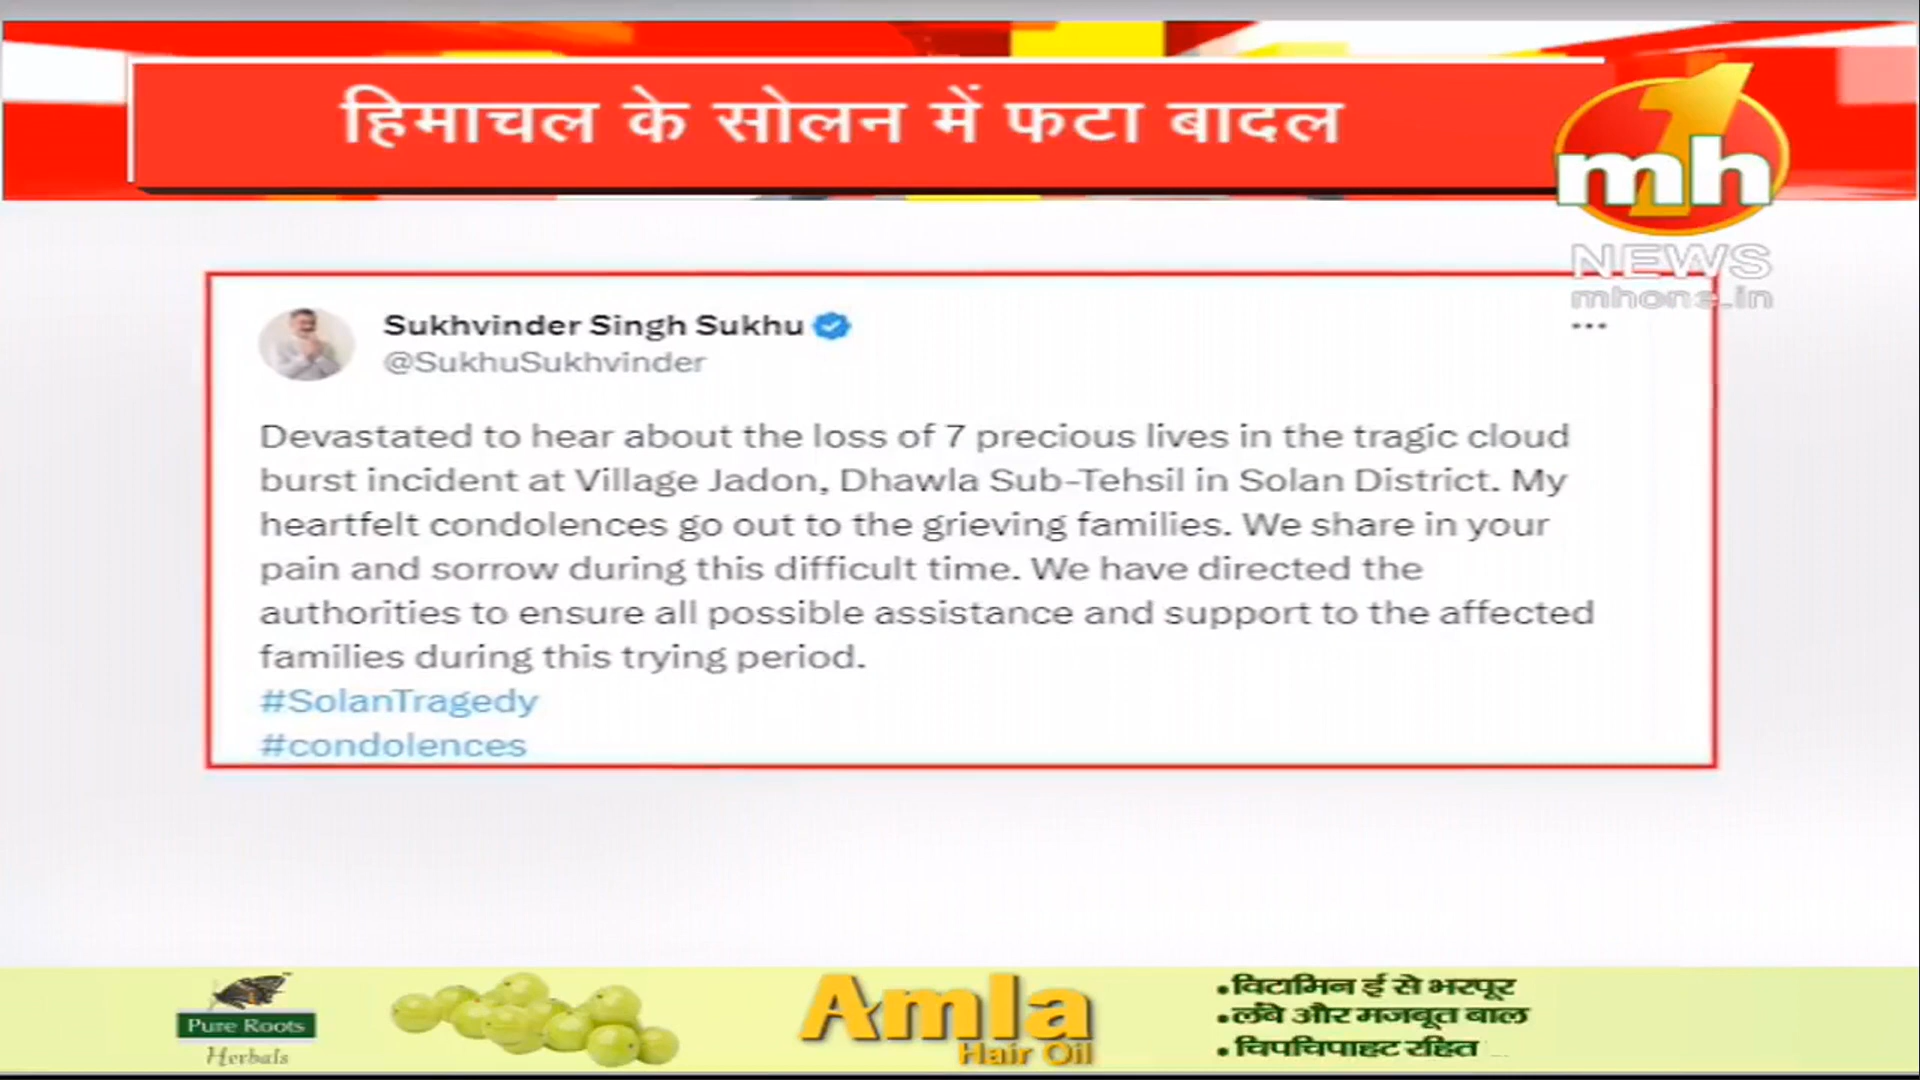 हिमाचल के सोलन में फटा बादल
1
mh
NEWS
mhone.in
Sukhvinder Singh Sukhu
@SukhuSukhvinder
Devastated to hear about the loss of 7 precious lives in the tragic cloud
burst incident at Village Jadon, Dhawla Sub-Tehsil in Solan District. My
heartfelt condolences go out to the grieving families. We share in your
pain and sorrow during this difficult time. We have directed the
authorities to ensure all possible assistance and support to the affected
families during this trying period.
#SolanTragedy
#condolences
Pure Roots
Herbals
Amla
Hair Oil
•विटामिन ई से भरपूर
•लंबे और मजबूत बाल
• चिपचिपाहट रहित